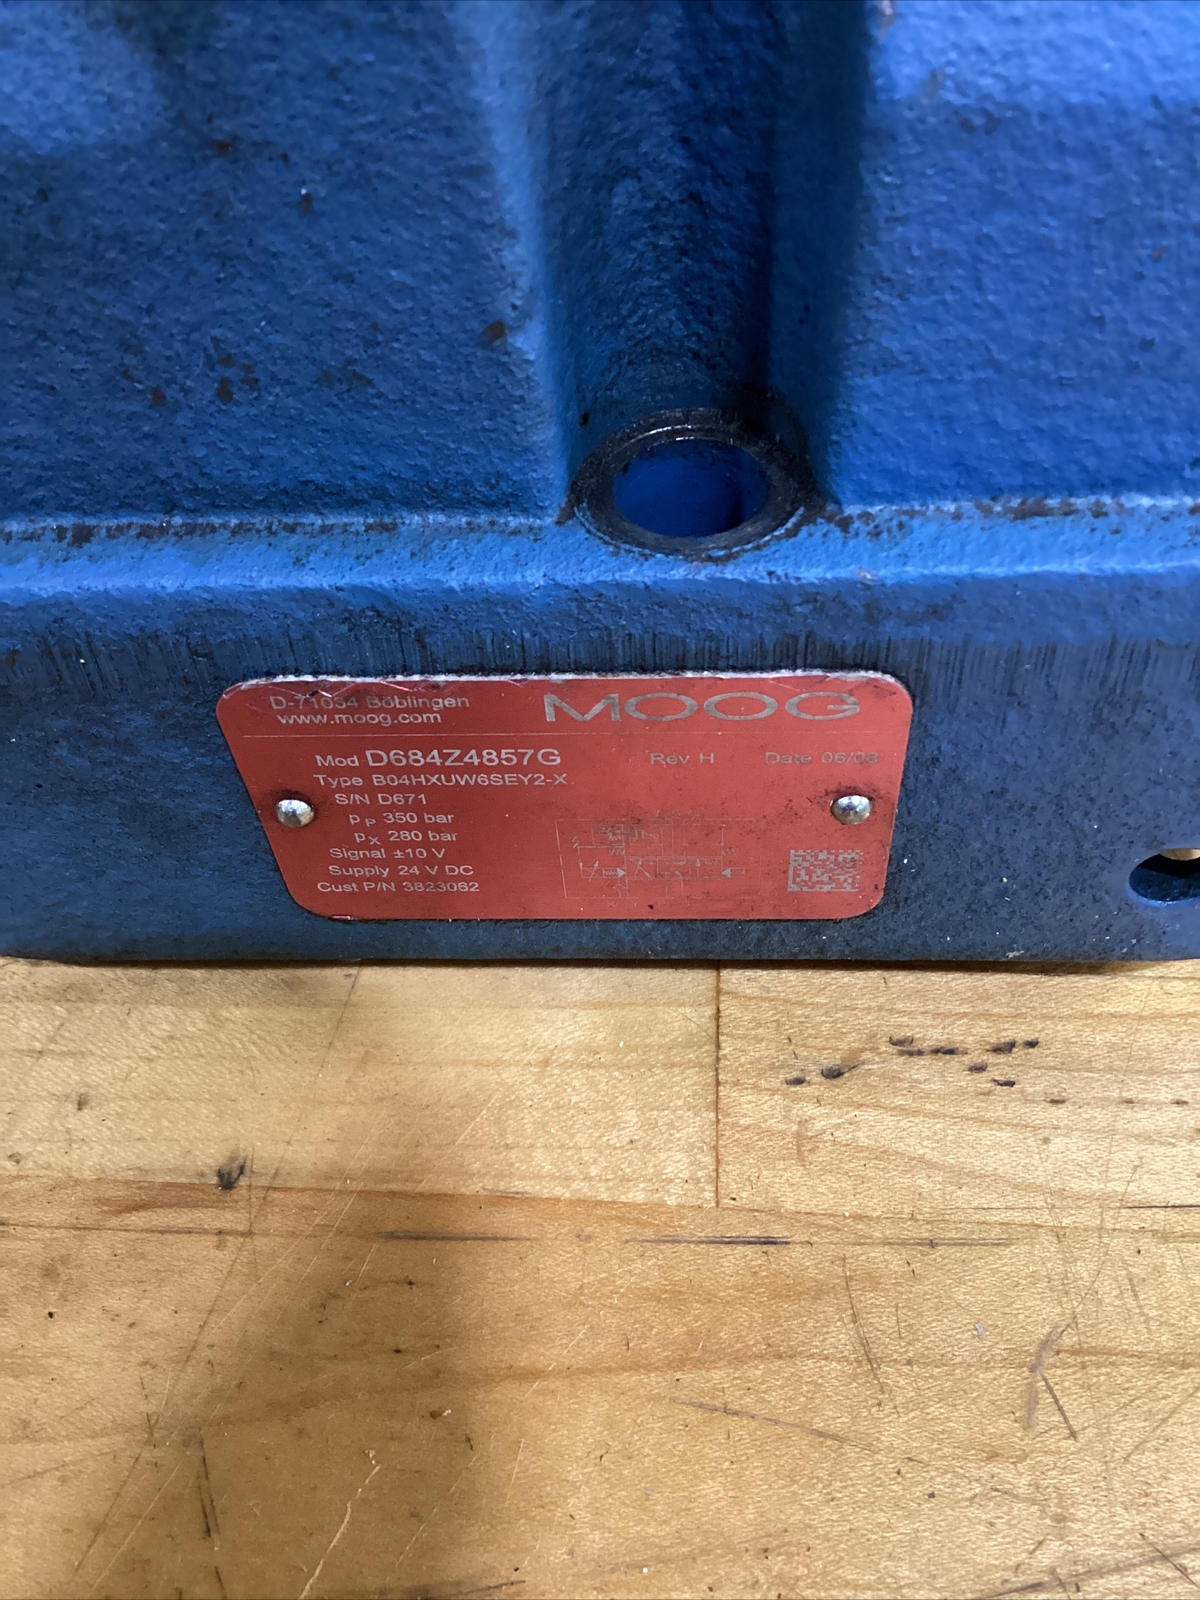 D-71034 Böblingen
www.moog.com
MOOG
Mod D684Z4857G Rev H Date 06/08
Type B04HXUW6SEY2-X
S/N D671
pP 350 bar
pX 280 bar
Signal ±10 V
Supply 24 V DC
Cust P/N 3823062